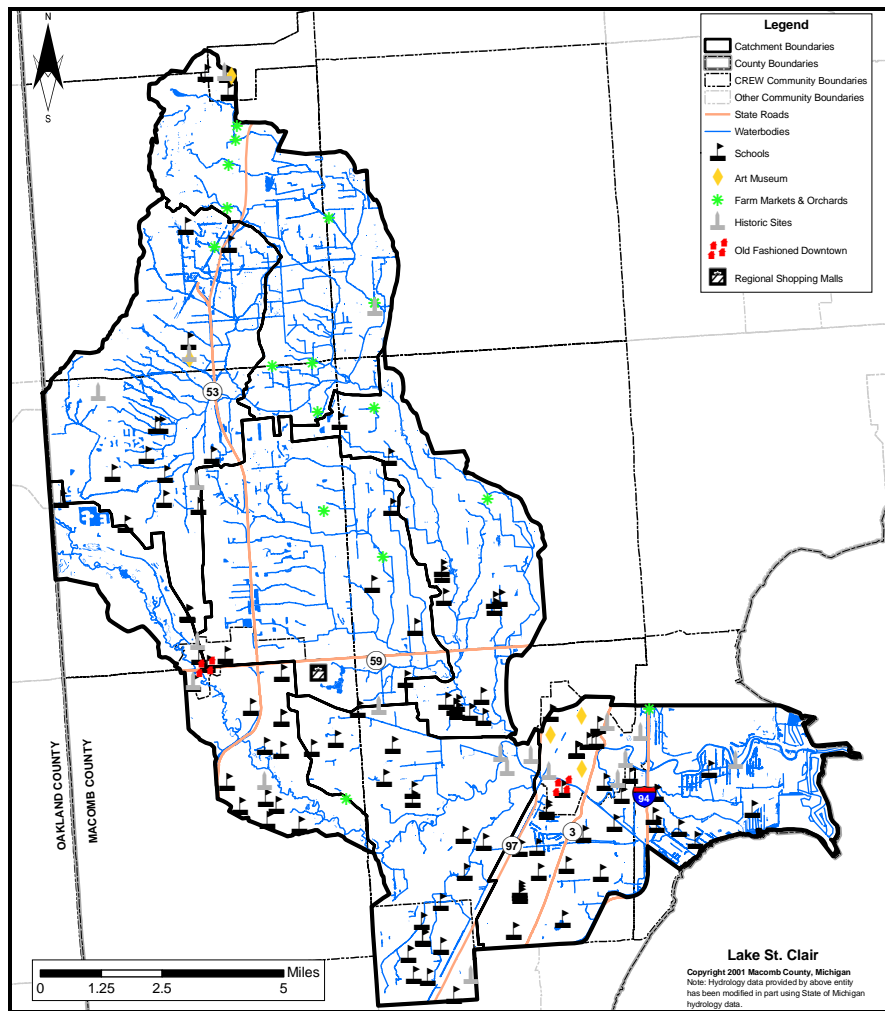 N
S
Legend
Catchment Boundaries
County Boundaries
CREW Community Boundaries
Other Community Boundaries
State Roads
Waterbodies
Schools
Art Museum
Farm Markets & Orchards
Historic Sites
Old Fashioned Downtown
Regional Shopping Malls
53
59
97
3
94
OAKLAND COUNTY
MACOMB COUNTY
Miles
0 1.25 2.5 5
Lake St. Clair
Copyright 2001 Macomb County, Michigan
Note: Hydrology data provided by above entity
has been modified in part using State of Michigan
hydrology data.